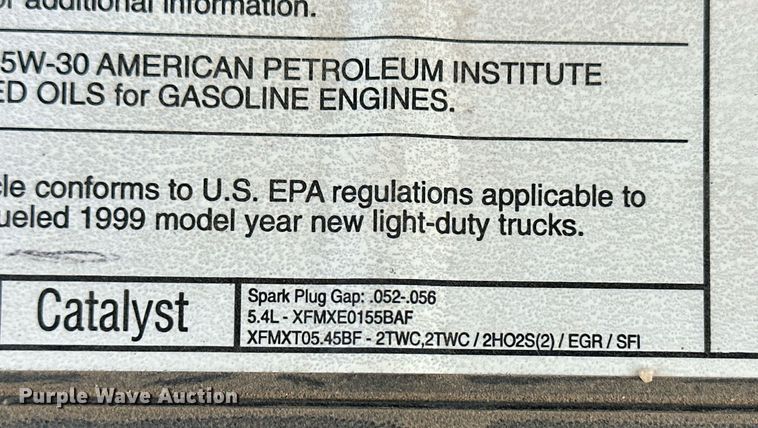 additional information.
5W-30 AMERICAN PETROLEUM INSTITUTE
ED OILS for GASOLINE ENGINES.
cle conforms to U.S. EPA regulations applicable to
ueled 1999 model year new light-duty trucks.
Catalyst
Spark Plug Gap: .052-.056
5.4L - XFMXE0155BAF
XFMXT05.45BF - 2TWC,2TWC / 2HO2S(2) / EGR / SFI
Purple Wave Auction